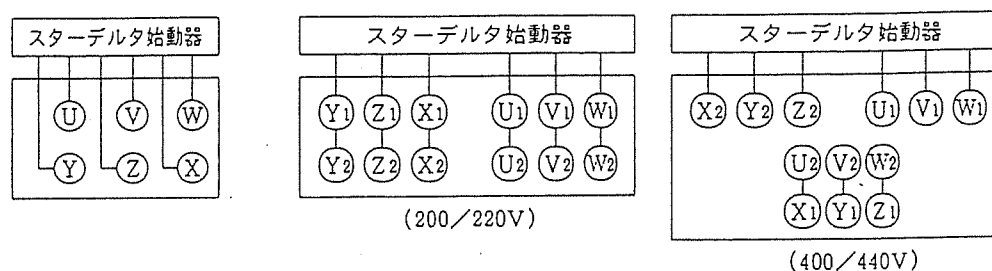 スターデルタ始動器
U V W
Y Z X
スターデルタ始動器
Y1 Z1 X1 U1 V1 W1
Y2 Z2 X2 U2 V2 W2
(200/220V)
スターデルタ始動器
X2 Y2 Z2 U1 V1 W1
U2 V2 W2
X1 Y1 Z1
(400/440V)